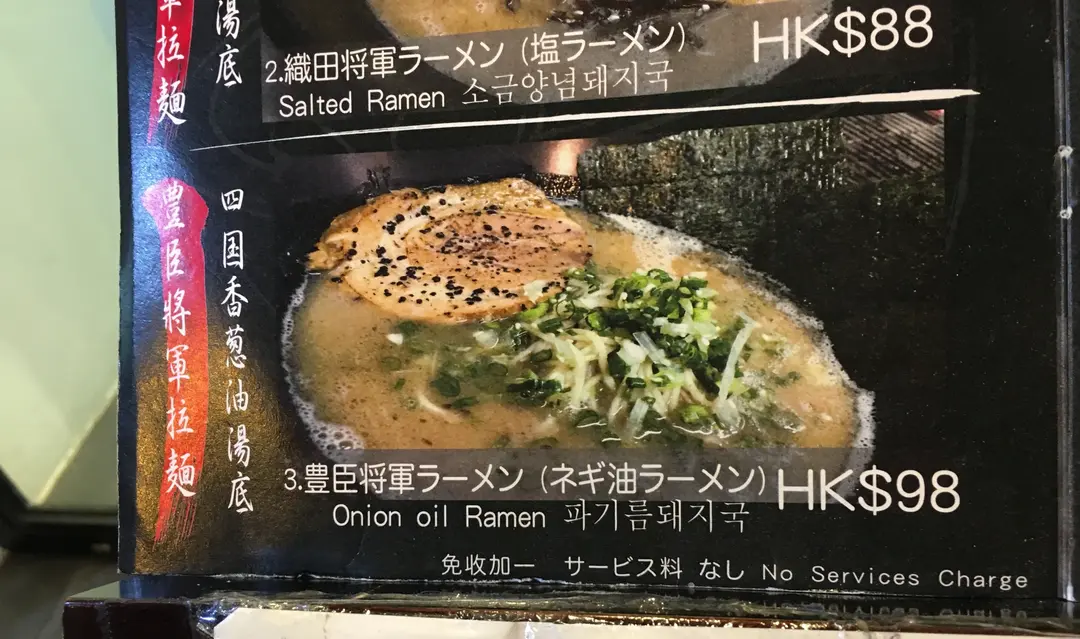 軍拉麵
湯底
2.織田将軍ラーメン (塩ラーメン)
HK$88
Salted Ramen 소금양념돼지국
豊臣將軍拉麵
四国香葱油湯底
3.豊臣将軍ラーメン (ネギ油ラーメン)
HK$98
Onion oil Ramen 파기름돼지국
免收加一 サービス料 なし No Services Charge